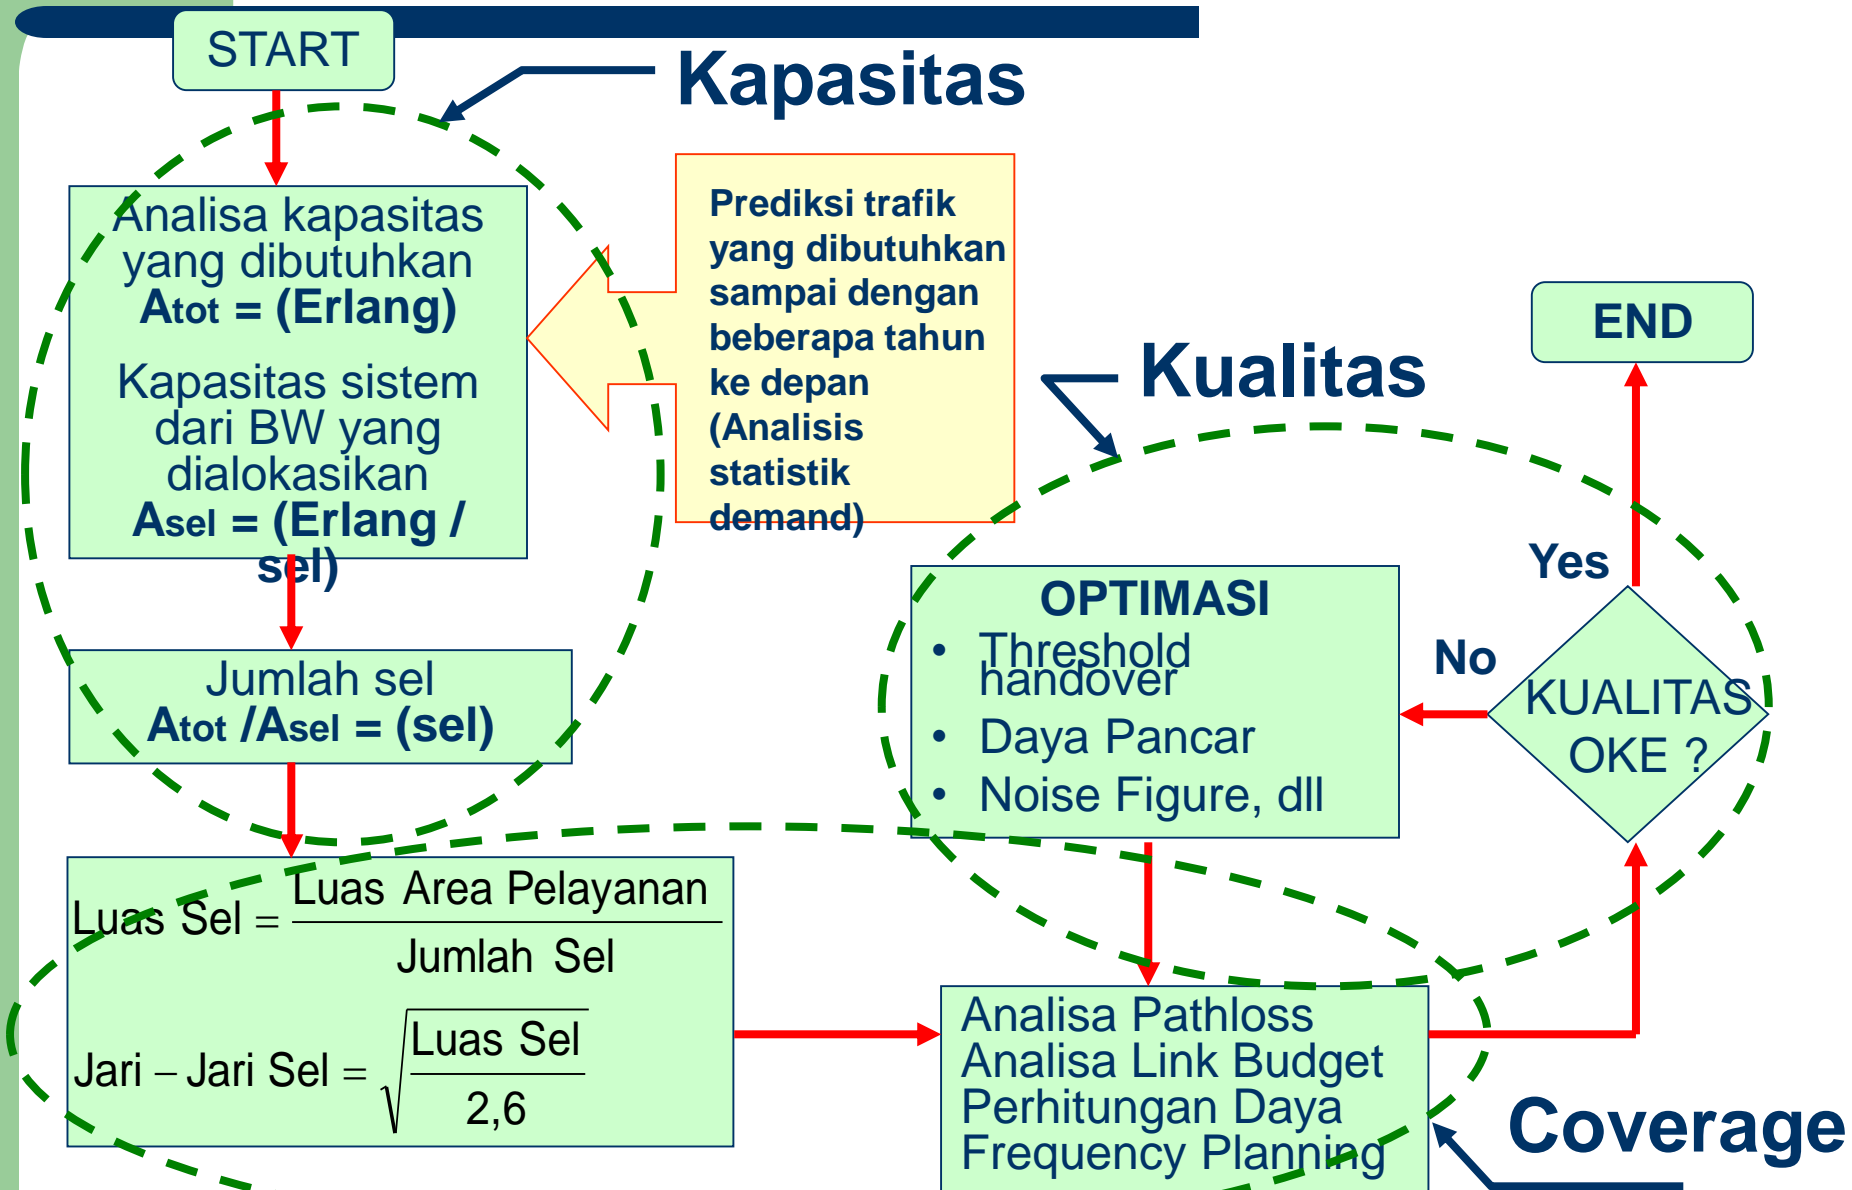 START
Kapasitas
Analisa kapasitas
yang dibutuhkan
Atot = (Erlang)
Kapasitas sistem
dari BW yang
dialokasikan
Asel = (Erlang /
sel)
Prediksi trafik
yang dibutuhkan
sampai dengan
beberapa tahun
ke depan
(Analisis
statistik
demand)
Jumlah sel
Atot /Asel = (sel)
Luas Sel = Luas Area Pelayanan
Jumlah Sel
Jari – Jari Sel = √ Luas Sel
2,6
Kualitas
END
Yes
No
KUALITAS
OKE ?
OPTIMASI
• Threshold
handover
• Daya Pancar
• Noise Figure, dll
Analisa Pathloss
Analisa Link Budget
Perhitungan Daya
Frequency Planning
Coverage